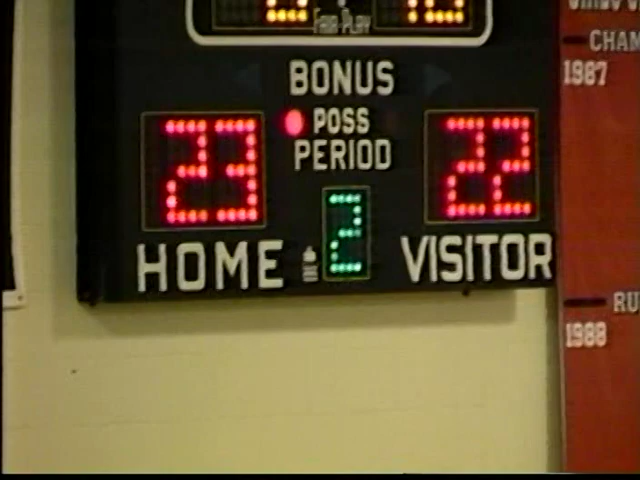 FAIR PLAY
CHAM
1987
BONUS
POSS
PERIOD
23
22
2
HOME
VISITOR
RU
1988